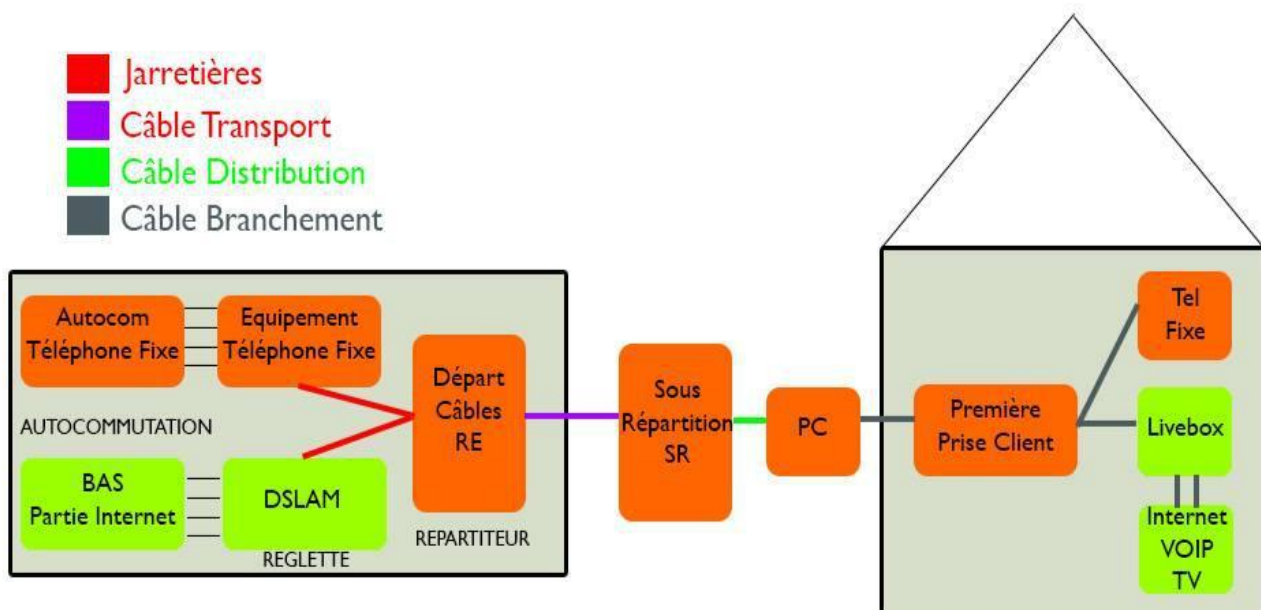 Jarretières
Câble Transport
Câble Distribution
Câble Branchement
Autocom
Téléphone Fixe
Equipement
Téléphone Fixe
Départ
Câbles
RE
AUTOCOMMUTATION
BAS
Partie Internet
DSLAM
REGLETTE
REPARTITEUR
Sous
Répartition
SR
PC
Première
Prise Client
Tel
Fixe
Livebox
Internet
VOIP
TV